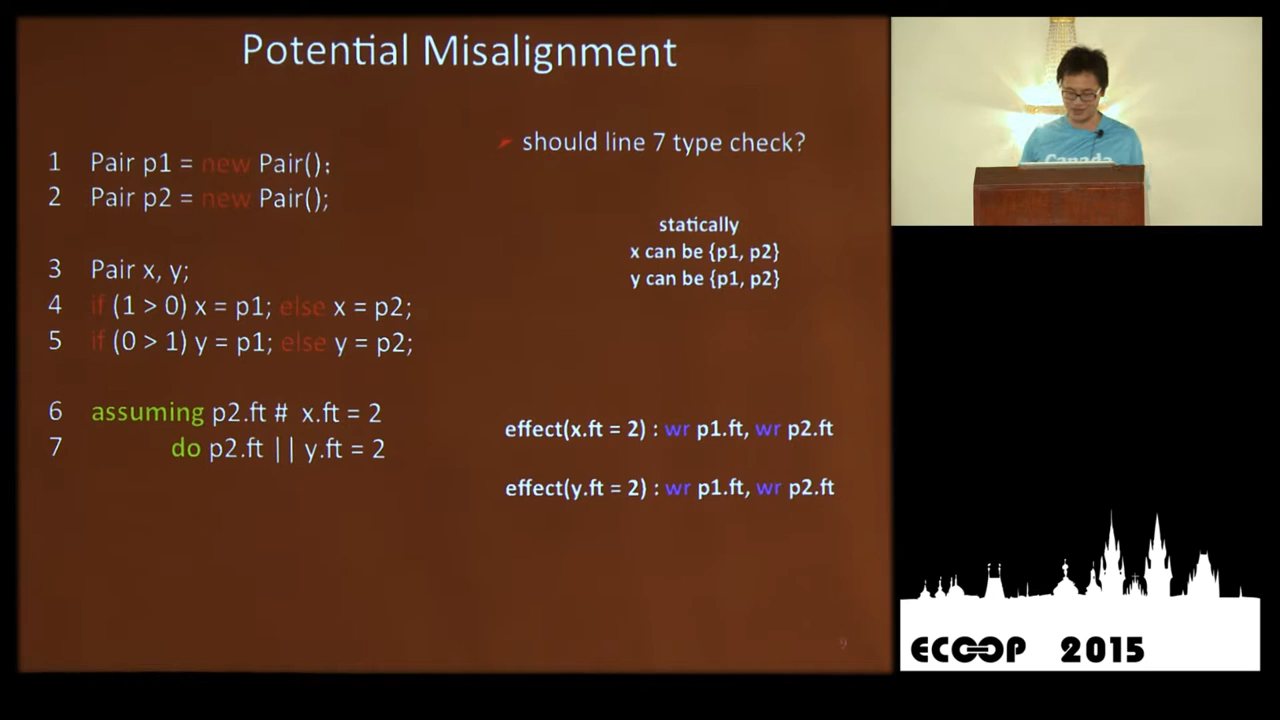 Potential Misalignment
1 Pair p1 = new Pair();
2 Pair p2 = new Pair();
3 Pair x, y;
4 if (1 > 0) x = p1; else x = p2;
5 if (0 > 1) y = p1; else y = p2;
6 assuming p2.ft # x.ft = 2
7 do p2.ft || y.ft = 2
should line 7 type check?
statically
x can be {p1, p2}
y can be {p1, p2}
effect(x.ft = 2) : wr p1.ft, wr p2.ft
effect(y.ft = 2) : wr p1.ft, wr p2.ft
9
Canada
ECOOP 2015